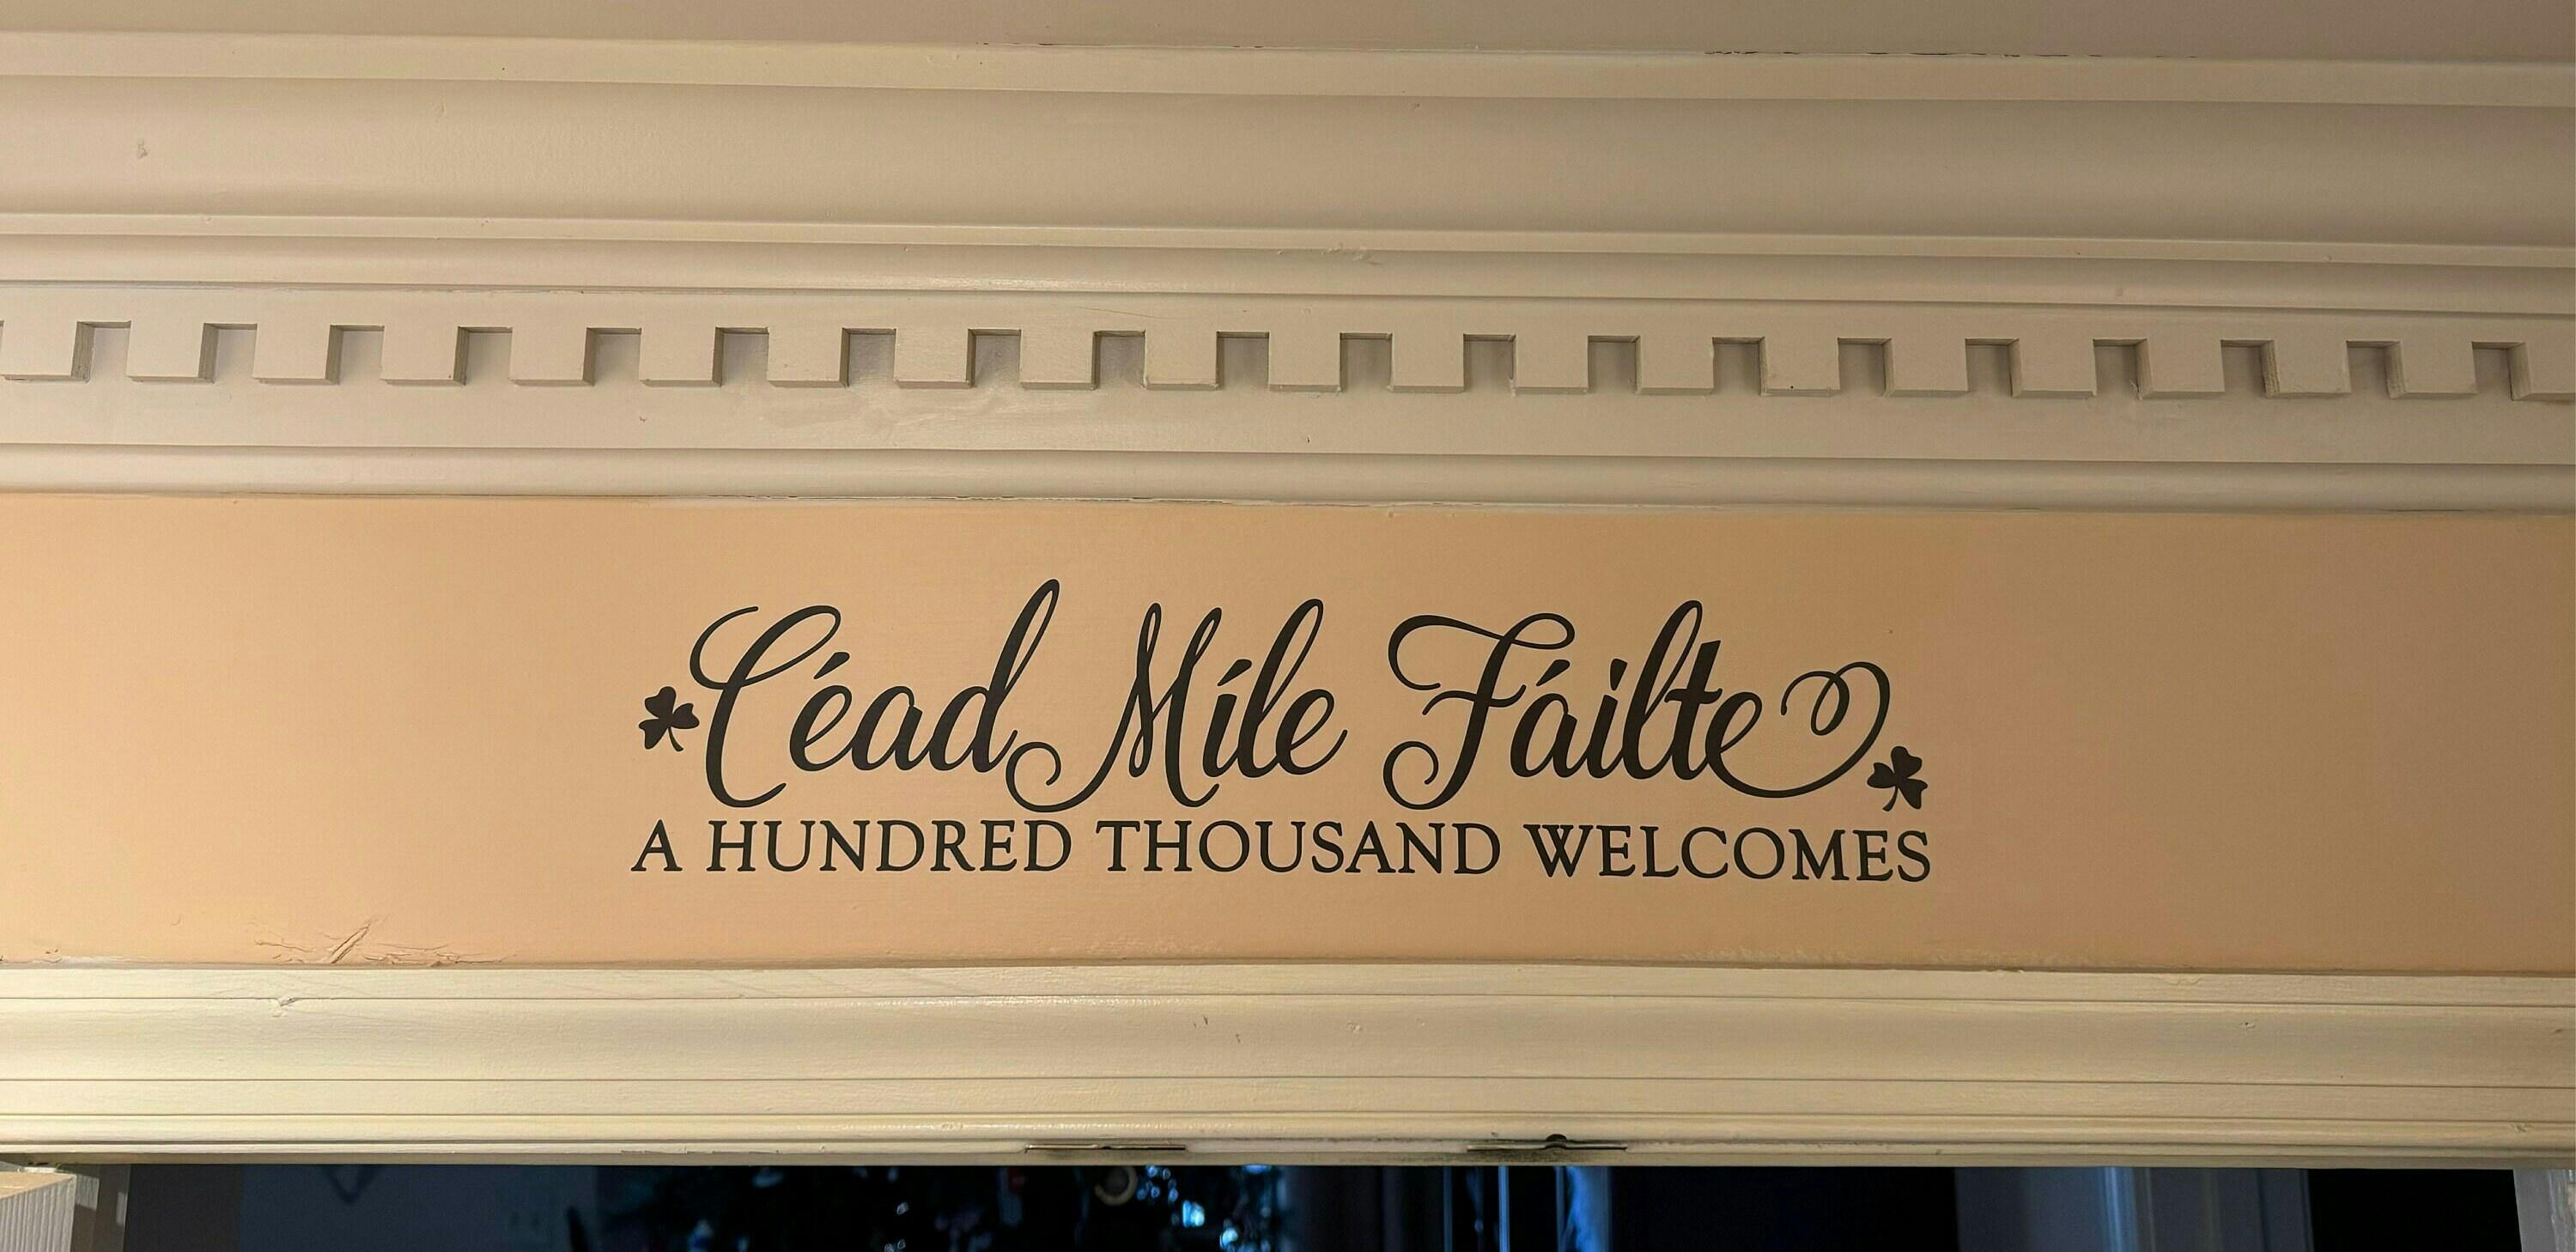 Céad Míle Fáilte
A HUNDRED THOUSAND WELCOMES